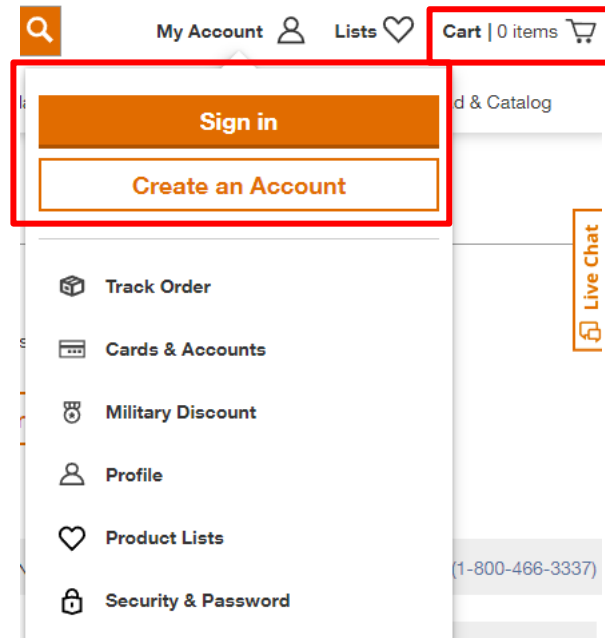 My Account Lists Cart | 0 items
& Catalog
Sign in
Create an Account
Live Chat
Track Order
Cards & Accounts
Military Discount
Profile
Product Lists
(1-800-466-3337)
Security & Password